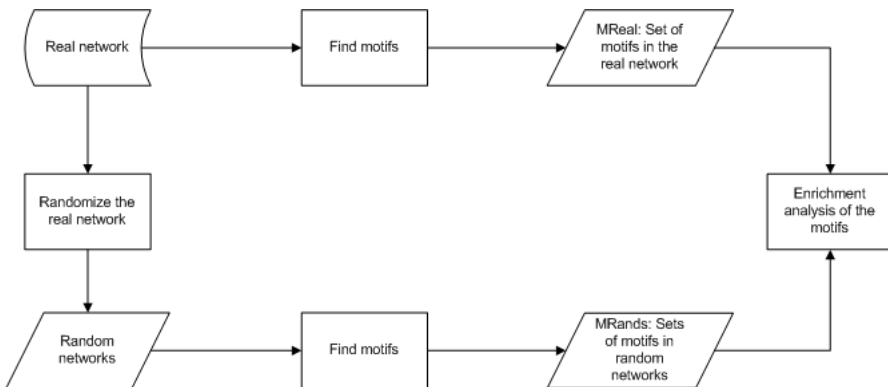 Real network
Find motifs
MReal: Set of
motifs in the
real network
Randomize the
real network
Enrichment
analysis of the
motifs
Random
networks
Find motifs
MRands: Sets
of motifs in
random
networks